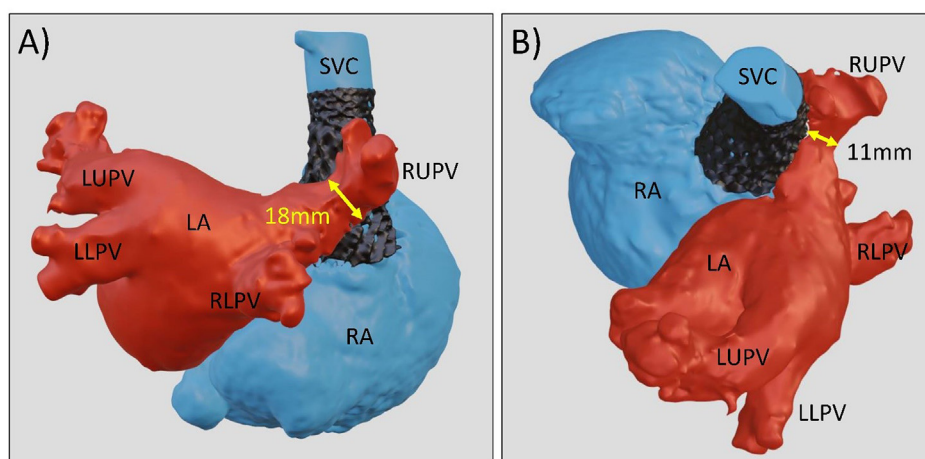 A)
SVC
RUPV
LUPV
LA
18mm
LLPV
RLPV
RA
B)
SVC
RUPV
11mm
RA
RLPV
LA
LUPV
LLPV